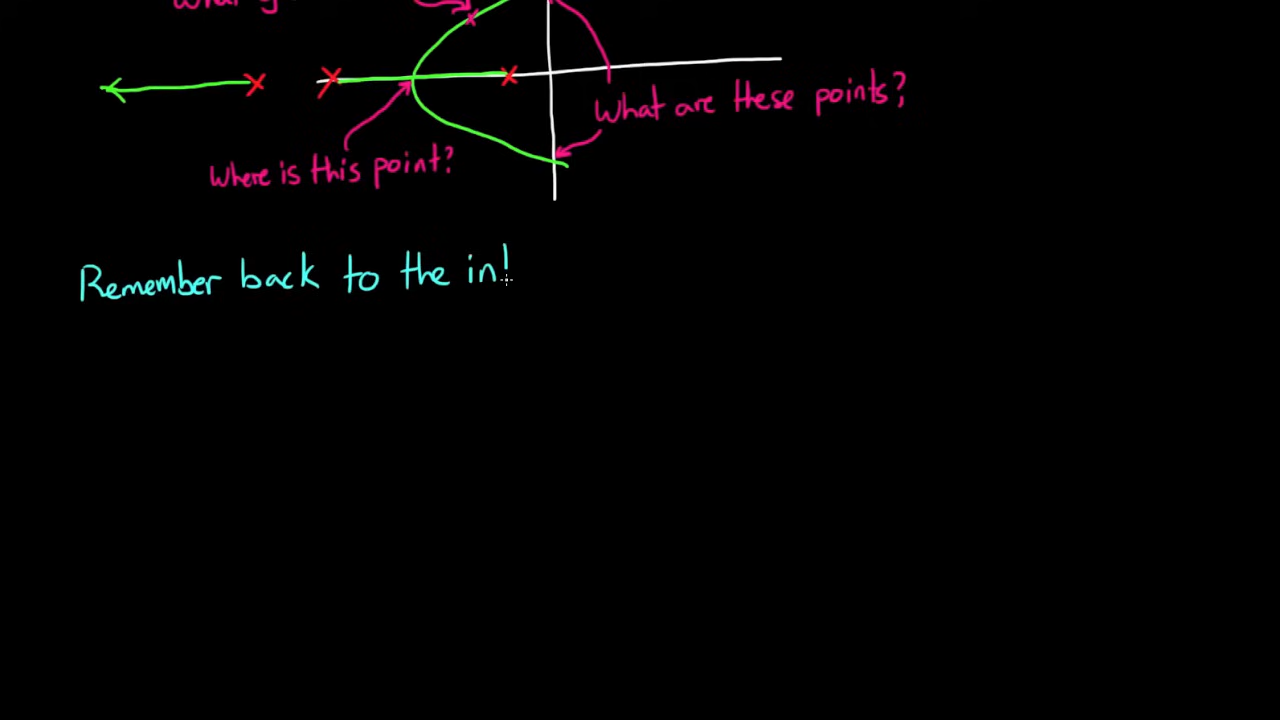 What are these points?
Where is this point?
Remember back to the in